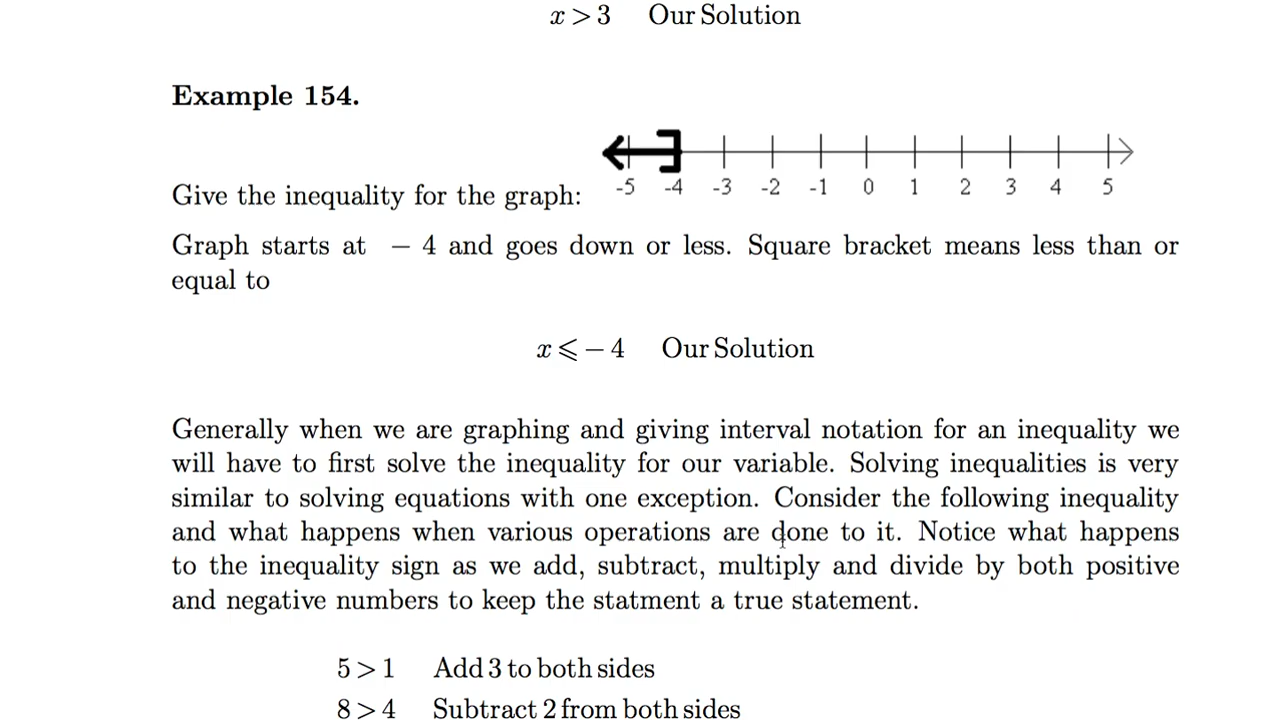 x > 3 Our Solution
Example 154.
-5 -4 -3 -2 -1 0 1 2 3 4 5
Give the inequality for the graph:
Graph starts at − 4 and goes down or less. Square bracket means less than or
equal to
x ⩽ − 4 Our Solution
Generally when we are graphing and giving interval notation for an inequality we
will have to first solve the inequality for our variable. Solving inequalities is very
similar to solving equations with one exception. Consider the following inequality
and what happens when various operations are done to it. Notice what happens
to the inequality sign as we add, subtract, multiply and divide by both positive
and negative numbers to keep the statment a true statement.
5 > 1 Add 3 to both sides
8 > 4 Subtract 2 from both sides